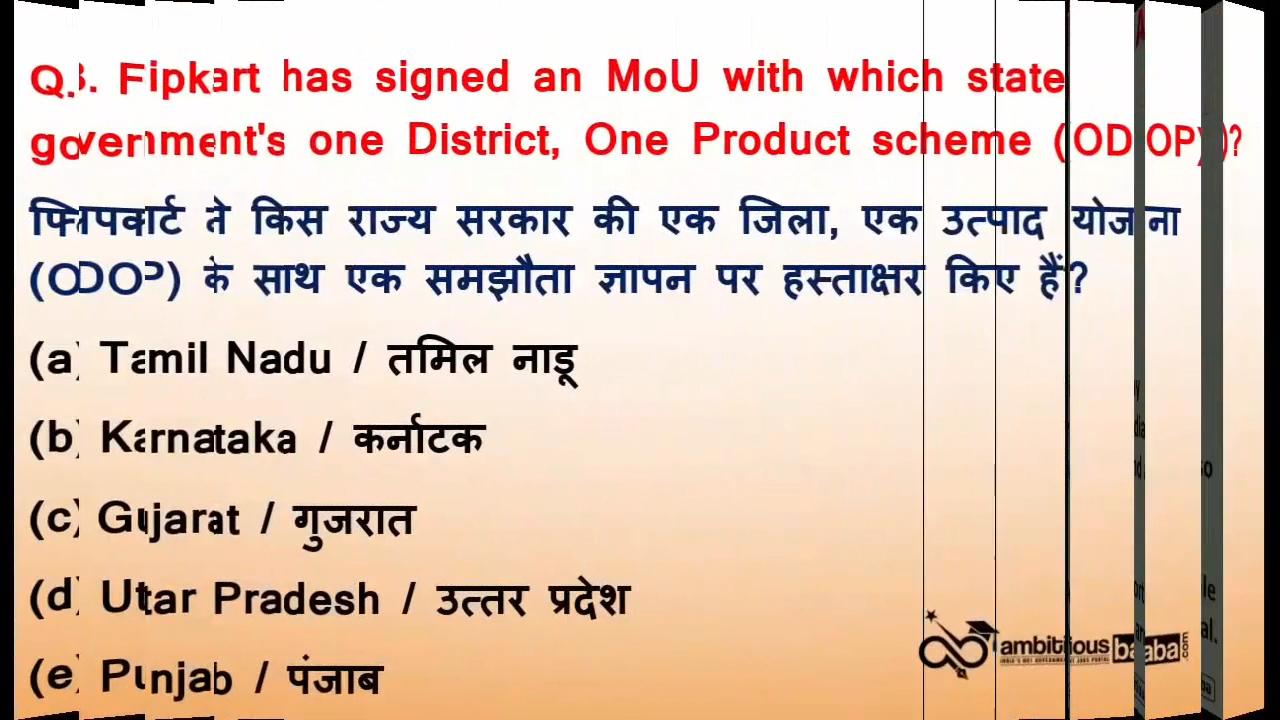 Q.3. Fipkart has signed an MoU with which state
government's one District, One Product scheme (ODOP)?
फ्लिपकार्ट ने किस राज्य सरकार की एक जिला, एक उत्पाद योजना
(ODOP) के साथ एक समझौता ज्ञापन पर हस्ताक्षर किए हैं?
(a) Tamil Nadu / तमिल नाडू
(b) Karnataka / कर्नाटक
(c) Gujarat / गुजरात
(d) Uttar Pradesh / उत्तर प्रदेश
(e) Punjab / पंजाब
ambitious baaba .com